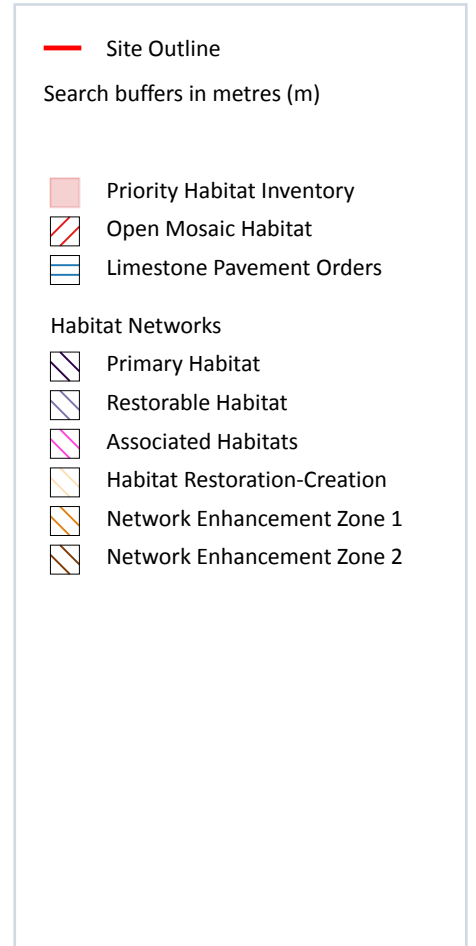 Site Outline
Search buffers in metres (m)
Priority Habitat Inventory
Open Mosaic Habitat
Limestone Pavement Orders
Habitat Networks
Primary Habitat
Restorable Habitat
Associated Habitats
Habitat Restoration-Creation
Network Enhancement Zone 1
Network Enhancement Zone 2